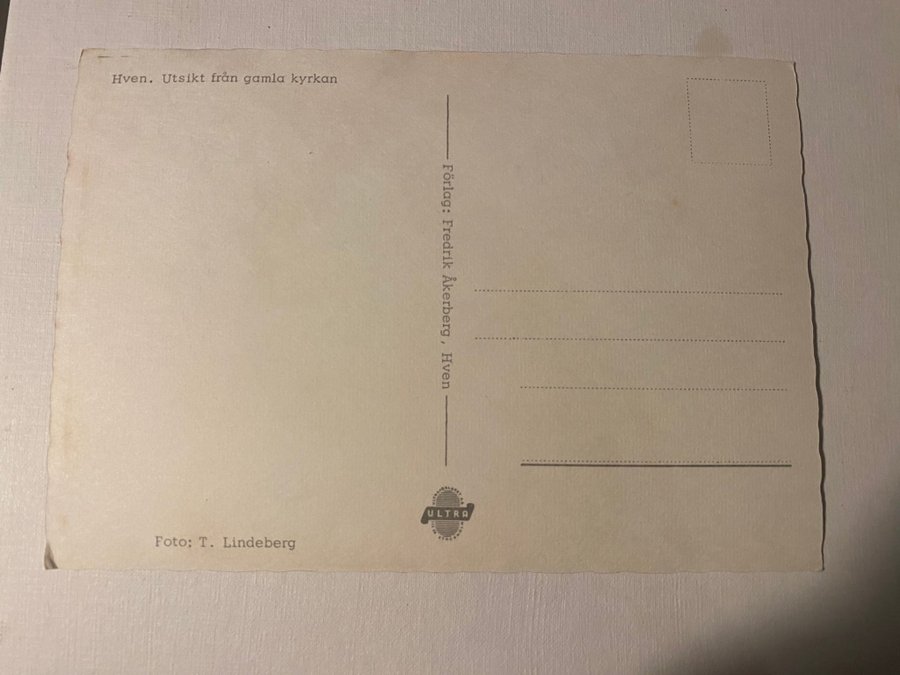 Hven. Utsikt från gamla kyrkan
Förlag: Fredrik Åkerberg, Hven
ULTRA
Foto: T. Lindeberg